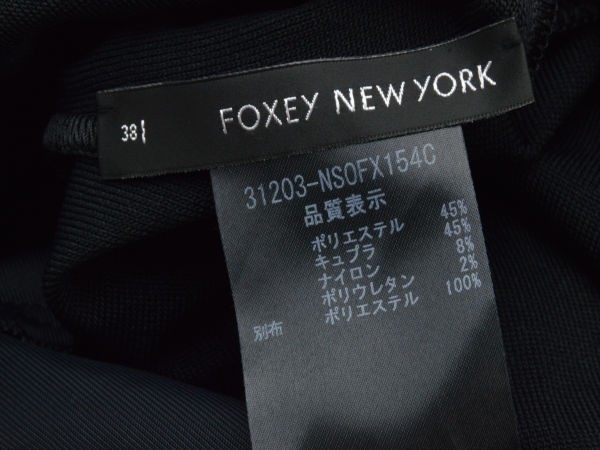 38
FOXEY NEW YORK
31203-NSOFX154C
品質表示
ポリエステル 45%
キュプラ 45%
ナイロン 8%
ポリウレタン 2%
別布 ポリエステル 100%